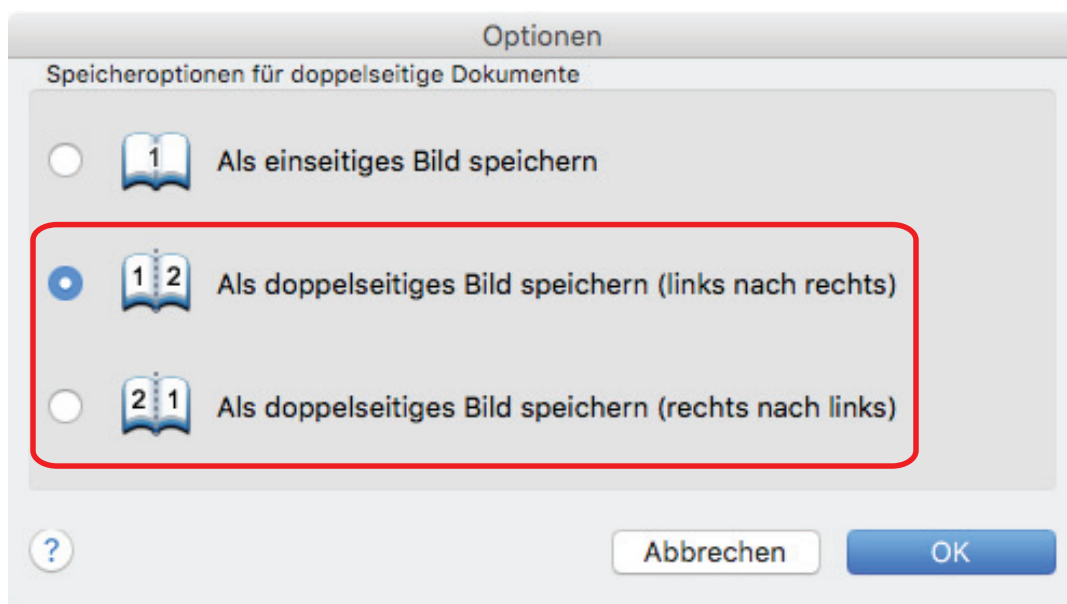 Optionen
Speicheroptionen für doppelseitige Dokumente
1 Als einseitiges Bild speichern
1 2 Als doppelseitiges Bild speichern (links nach rechts)
2 1 Als doppelseitiges Bild speichern (rechts nach links)
? Abbrechen OK